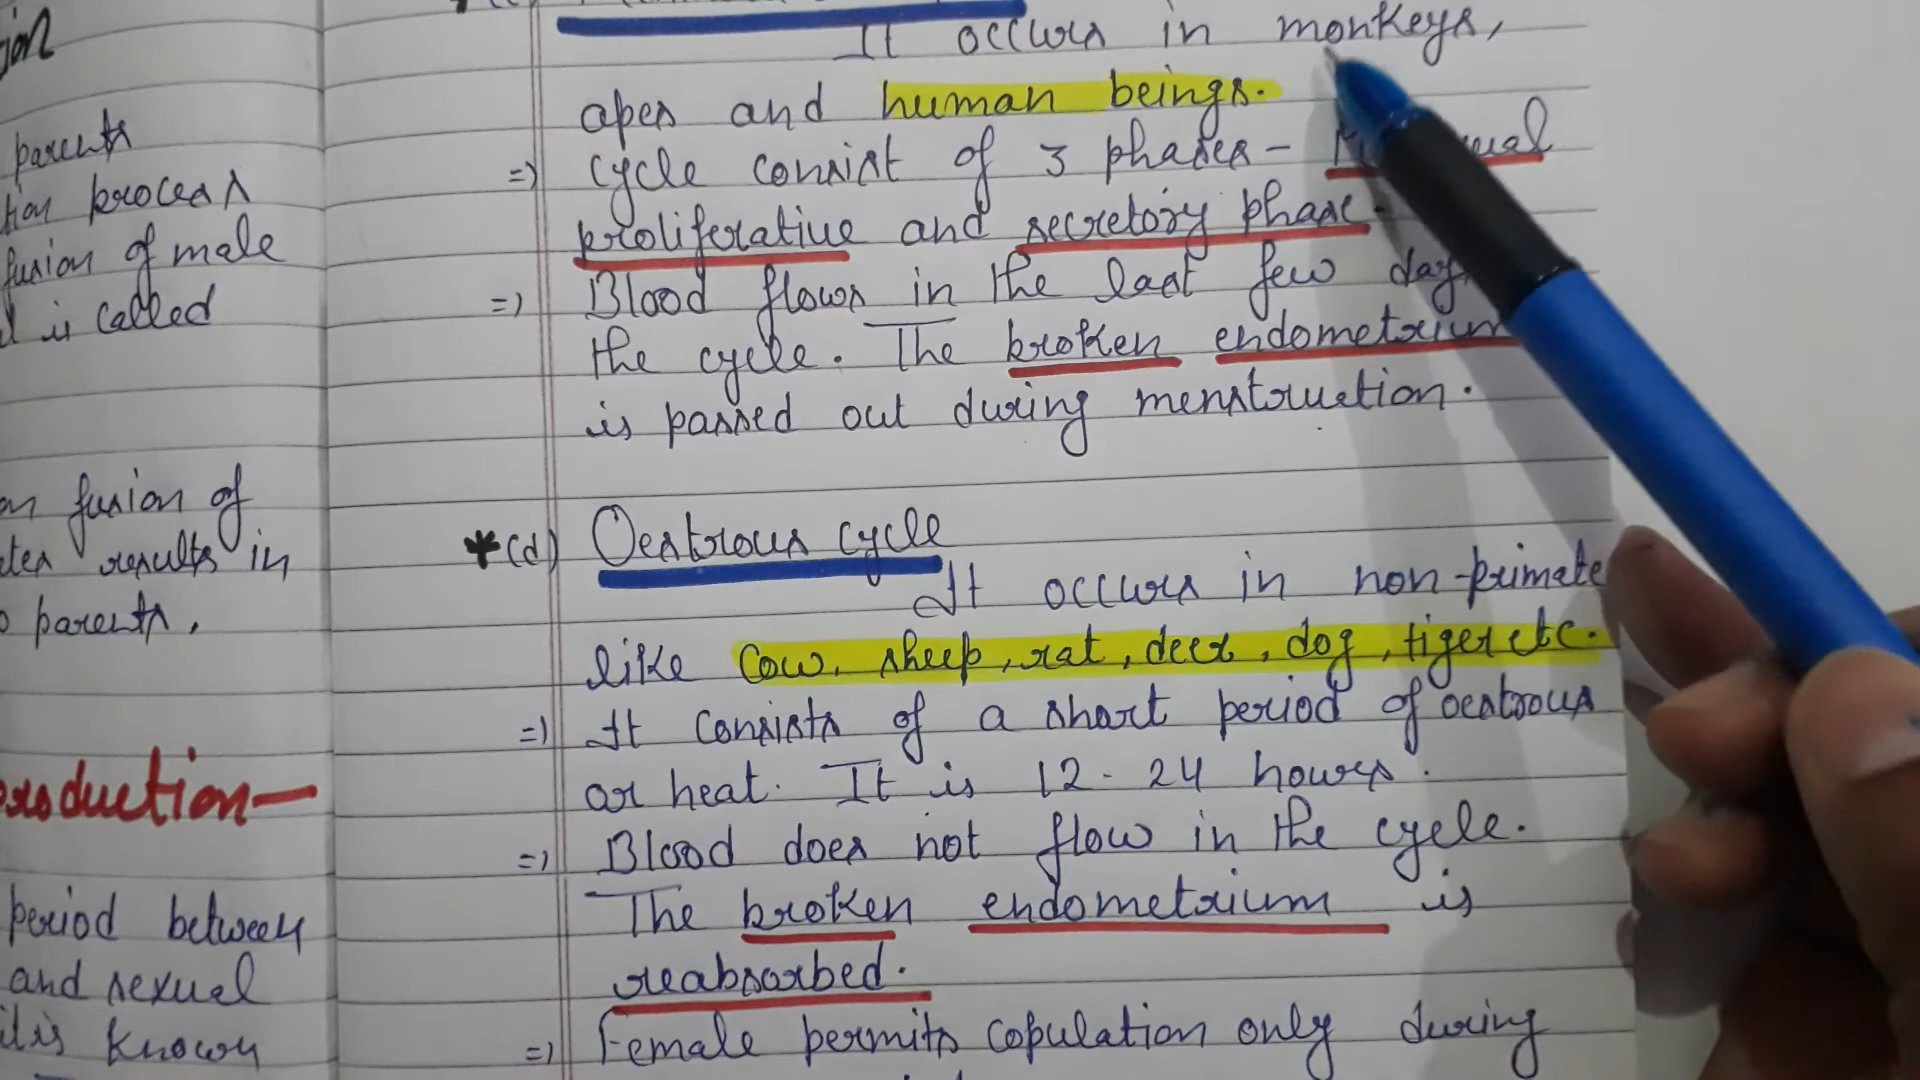 parents
fusion of male
is called
fusion of
results in
parents,
production—
period between
and sexual
is known
It occurs in monkeys,
apes and human beings.
=) cycle consist of 3 phases-
proliferative and secretory phase.
=) Blood flows in the last few
the cycle. The broken endometrium
is passed out during menstruation.
*(d) Oestrous cycle
It occurs in non-primate
like cow, sheep, rat, deer, dog, tiger etc.
=) It consists of a short period of oestrous
or heat. It is 12-24 hours.
=) Blood does not flow in the cycle.
The broken endometrium is
reabsorbed.
=) Female permits copulation only during